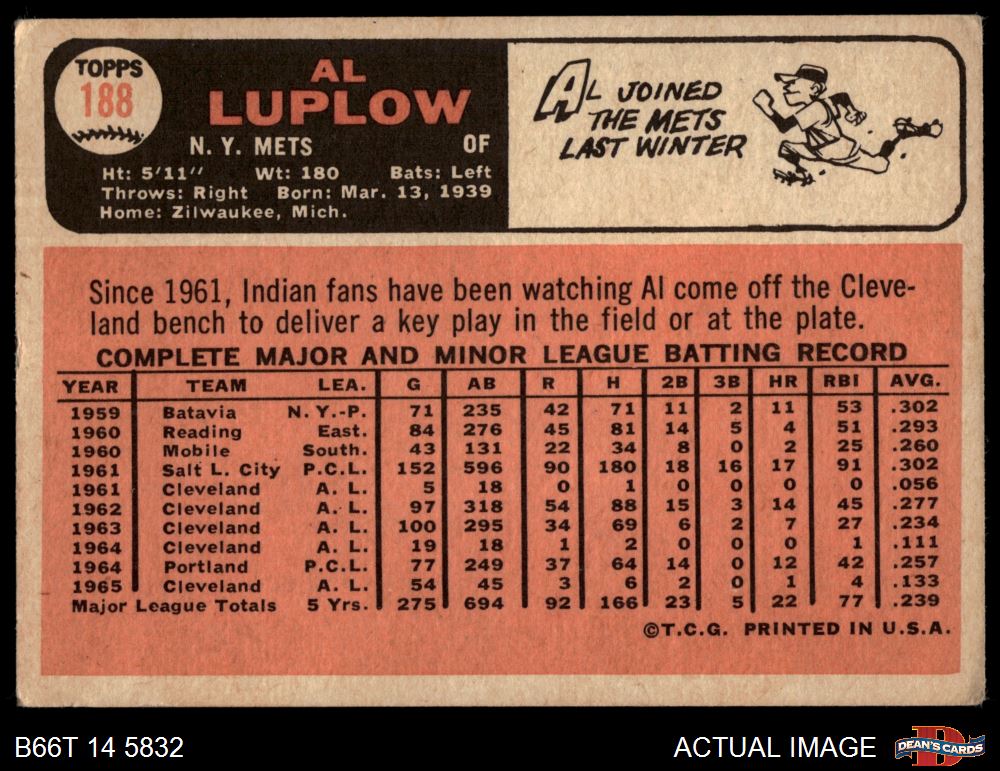 TOPPS
188
AL
LUPLOW
N. Y. METS OF
Ht: 5'11" Wt: 180 Bats: Left
Throws: Right Born: Mar. 13, 1939
Home: Zilwaukee, Mich.
AL JOINED
THE METS
LAST WINTER
Since 1961, Indian fans have been watching Al come off the Cleve-
land bench to deliver a key play in the field or at the plate.
COMPLETE MAJOR AND MINOR LEAGUE BATTING RECORD
YEAR TEAM LEA. G AB R H 2B 3B HR RBI AVG.
1959 Batavia N. Y.-P. 71 235 42 71 11 2 11 53 .302
1960 Reading East. 84 276 45 81 14 5 4 51 .293
1960 Mobile South. 43 131 22 34 8 0 2 25 .260
1961 Salt L. City P.C.L. 152 596 90 180 18 16 17 91 .302
1961 Cleveland A. L. 5 18 0 1 0 0 0 0 .056
1962 Cleveland A. L. 97 318 54 88 15 3 14 45 .277
1963 Cleveland A. L. 100 295 34 69 6 2 7 27 .234
1964 Cleveland A. L. 19 18 1 2 0 0 0 1 .111
1964 Portland P.C.L. 77 249 37 64 14 0 12 42 .257
1965 Cleveland A. L. 54 45 3 6 2 0 1 4 .133
Major League Totals 5 Yrs. 275 694 92 166 23 5 22 77 .239
©T.C.G. PRINTED IN U.S.A.
B66T 14 5832 ACTUAL IMAGE DEAN'S CARDS